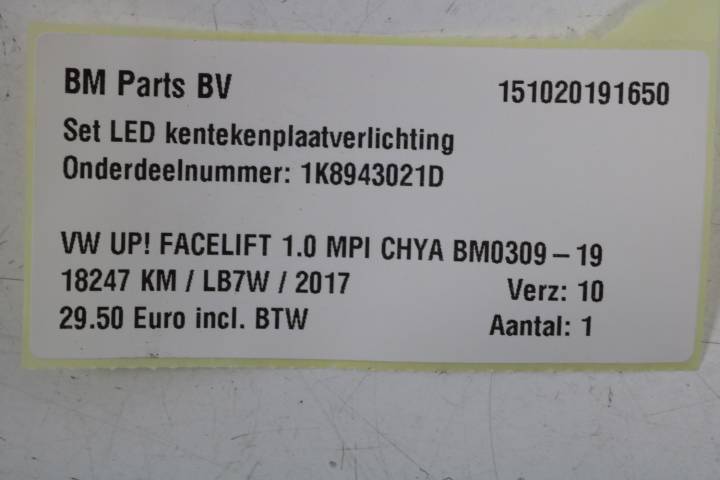 BM Parts BV 151020191650
Set LED kentekenplaatverlichting
Onderdeelnummer: 1K8943021D
VW UP! FACELIFT 1.0 MPI CHYA BM0309 – 19
18247 KM / LB7W / 2017 Verz: 10
29.50 Euro incl. BTW Aantal: 1